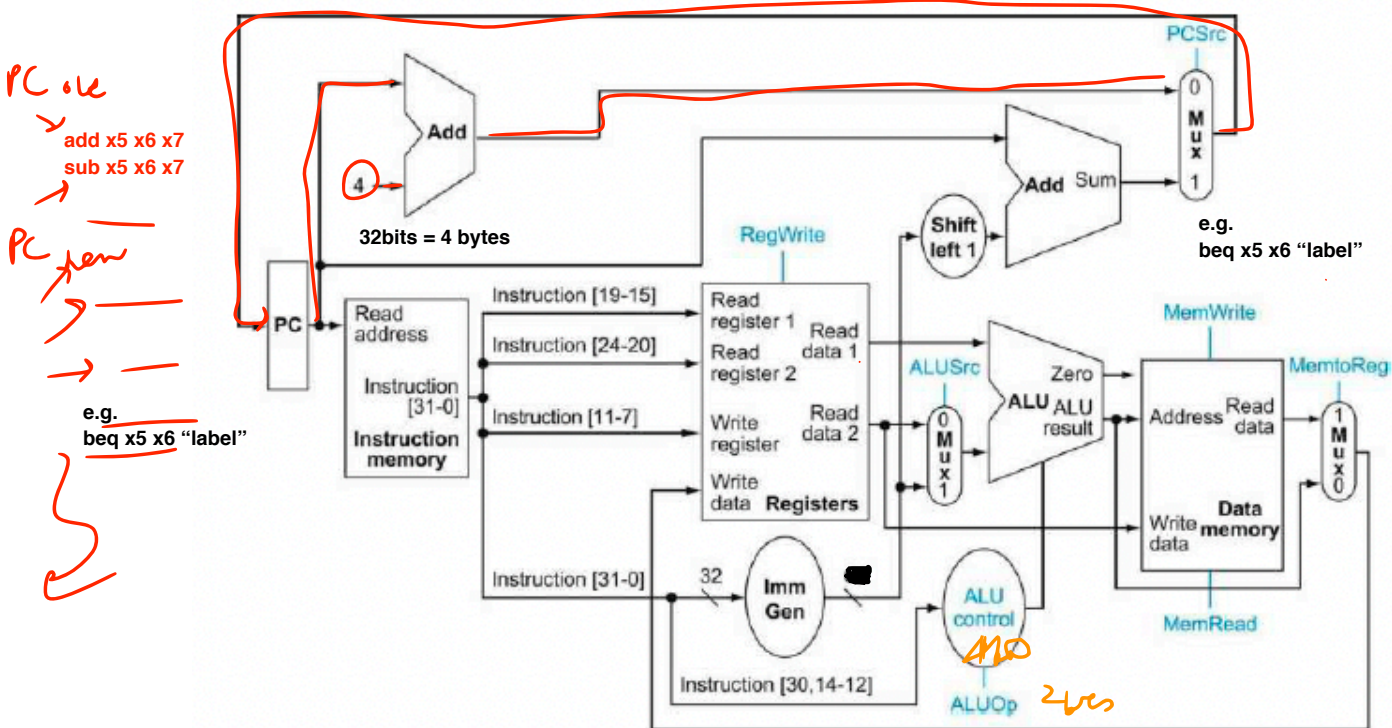 PCSrc
PC
0
M
u
x
1
add x5 x6 x7
sub x5 x6 x7
Add
4
32bits = 4 bytes
Add Sum
Shift
left 1
e.g.
beq x5 x6 “label”
PC
RegWrite
PC
Read
address
Instruction
[31-0]
Instruction
memory
Instruction [19-15]
Instruction [24-20]
Instruction [11-7]
Read
register 1
Read
register 2
Write
register
Write
data
Registers
Read
data 1
Read
data 2
ALUSrc
0
M
u
x
1
Zero
ALU
ALU
result
MemWrite
Address
Read
data
Write
data
Data
memory
MemRead
MemtoReg
1
M
u
x
0
e.g.
beq x5 x6 “label”
Instruction [31-0]
32
Imm
Gen
ALU
control
Instruction [30,14-12]
ALUOp